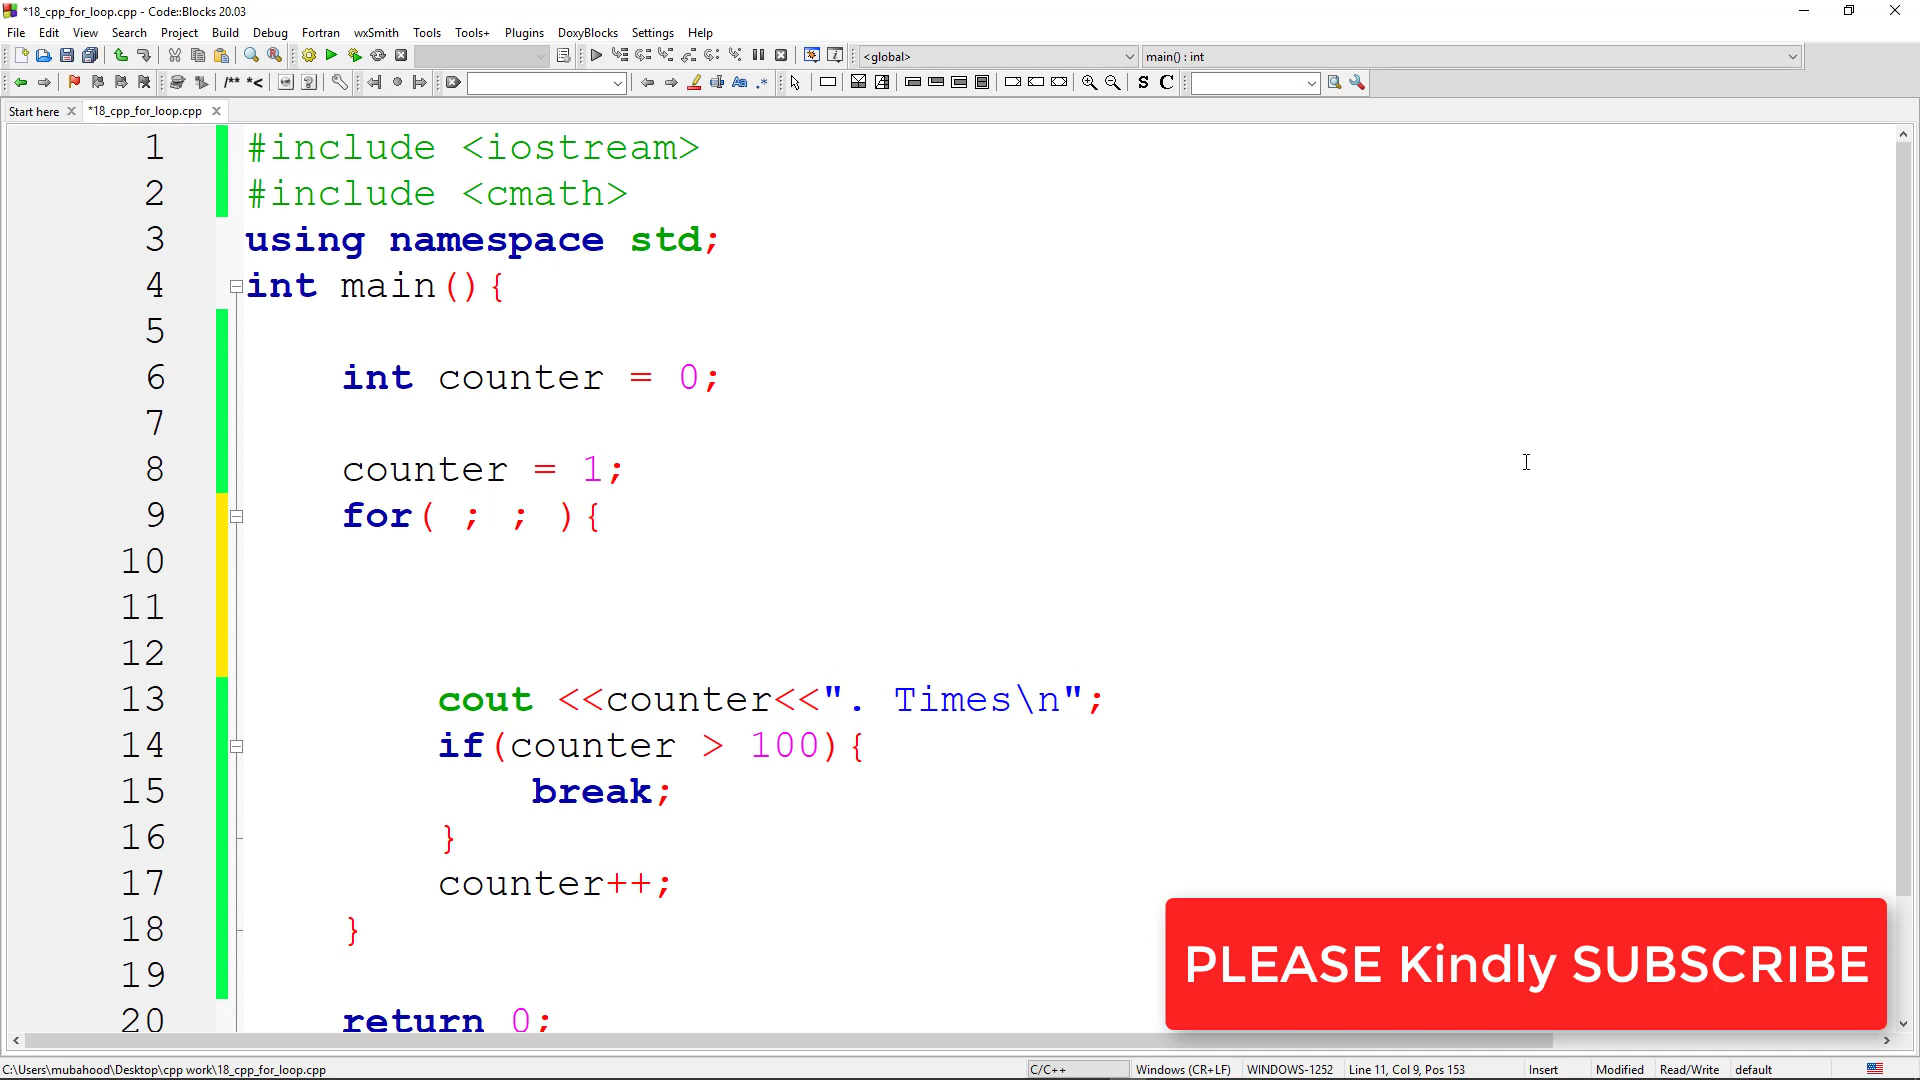 *18_cpp_for_loop.cpp - Code::Blocks 20.03
File Edit View Search Project Build Debug Fortran wxSmith Tools Tools+ Plugins DoxyBlocks Settings Help
<global> main() : int
/** *< Aa .* S C
Start here *18_cpp_for_loop.cpp
1 #include <iostream>
2 #include <cmath>
3 using namespace std;
4 int main(){
5
6 int counter = 0;
7
8 counter = 1;
9 for( ; ; ){
10
11
12
13 cout <<counter<<". Times\n";
14 if(counter > 100){
15 break;
16 }
17 counter++;
18 }
19
20 return 0;
PLEASE Kindly SUBSCRIBE
C:\Users\mubahood\Desktop\cpp work\18_cpp_for_loop.cpp C/C++ Windows (CR+LF) WINDOWS-1252 Line 11, Col 9, Pos 153 Insert Modified Read/Write default